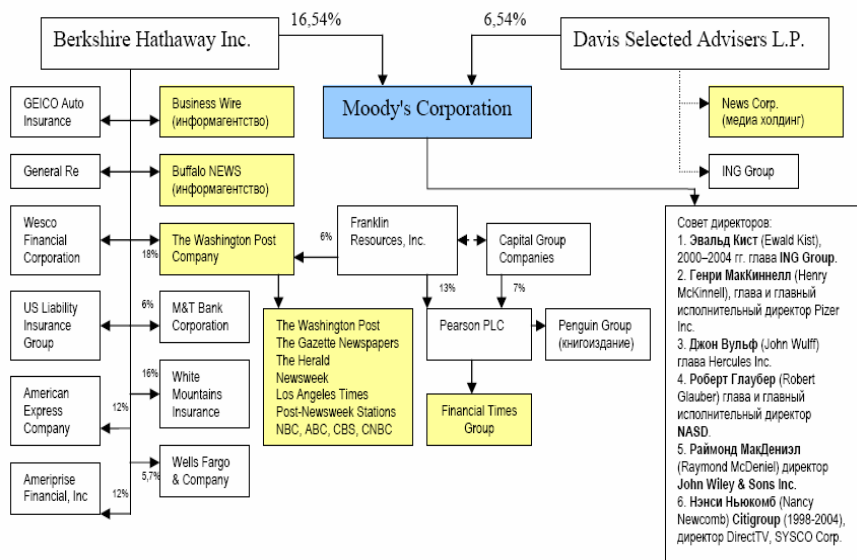 16,54%
6,54%
Berkshire Hathaway Inc.
Davis Selected Advisers L.P.
Moody's Corporation
GEICO Auto
Insurance
Business Wire
(информагентство)
News Corp.
(медиа холдинг)
General Re
Buffalo NEWS
(информагентство)
ING Group
Wesco
Financial
Corporation
18%
The Washington Post
Company
6%
Franklin
Resources, Inc.
Capital Group
Companies
13%
7%
US Liability
Insurance
Group
6%
M&T Bank
Corporation
The Washington Post
The Gazette Newspapers
The Herald
Newsweek
Los Angeles Times
Post-Newsweek Stations
NBC, ABC, CBS, CNBC
Pearson PLC
Penguin Group
(книгоиздание)
American
Express
Company
12%
16%
White
Mountains
Insurance
Financial Times
Group
Ameriprise
Financial, Inc
12%
5,7%
Wells Fargo
& Company
Совет директоров:
1. Эвальд Кист (Ewald Kist),
2000–2004 гг. глава ING Group.
2. Генри МакКиннелл (Henry
McKinnell), глава и главный
исполнительный директор Pizer
Inc.
3. Джон Вульф (John Wulff)
глава Hercules Inc.
4. Роберт Глаубер (Robert
Glauber) глава и главный
исполнительный директор
NASD.
5. Раймонд МакДениэл
(Raymond McDeniel) директор
John Wiley & Sons Inc.
6. Нэнси Ньюкомб (Nancy
Newcomb) Citigroup (1998-2004),
директор DirectTV, SYSCO Corp.